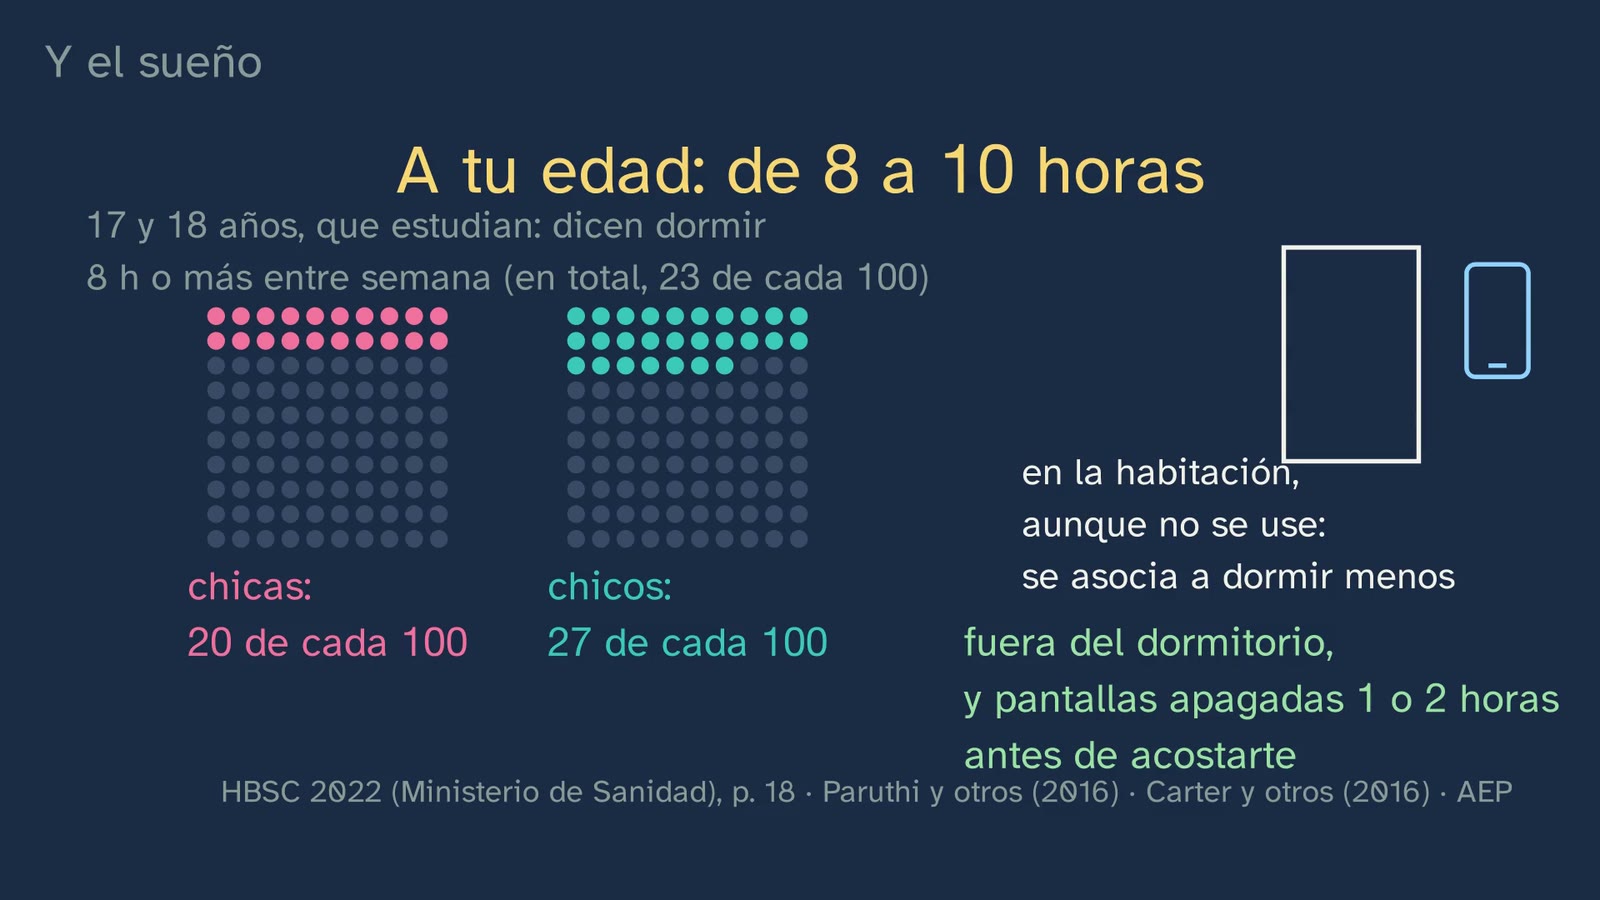 Y el sueño
A tu edad: de 8 a 10 horas
17 y 18 años, que estudian: dicen dormir
8 h o más entre semana (en total, 23 de cada 100)
chicas:
20 de cada 100
chicos:
27 de cada 100
en la habitación,
aunque no se use:
se asocia a dormir menos
fuera del dormitorio,
y pantallas apagadas 1 o 2 horas
antes de acostarte
HBSC 2022 (Ministerio de Sanidad), p. 18 · Paruthi y otros (2016) · Carter y otros (2016) · AEP